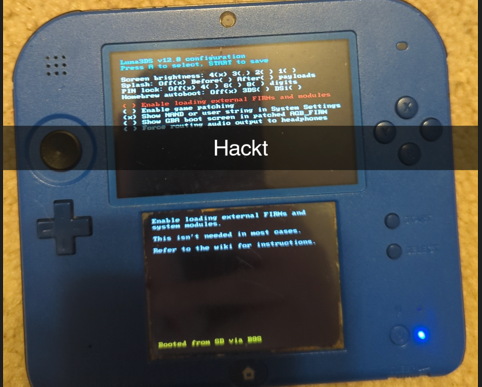 Luma3DS v12.0 configuration
Press A to select, START to save
Screen brightness: 4(x) 3( ) 2( ) 1( )
Splash: Off(x) Before( ) After( ) payloads
PIN lock: Off(x) 4( ) 6( ) 8( ) digits
Homebrew autoboot: Off(x) 3DS( ) DSi( )
( ) Enable loading external FIRMs and modules
( ) Enable game patching
(x) Show NAND or user string in System Settings
( ) Show GBA boot screen in patched AGB_FIRM
( ) Force routing audio output to headphones
Hackt
Enable loading external FIRMs and
system modules.
This isn't needed in most cases.
Refer to the wiki for instructions.
Booted from SD via B9S